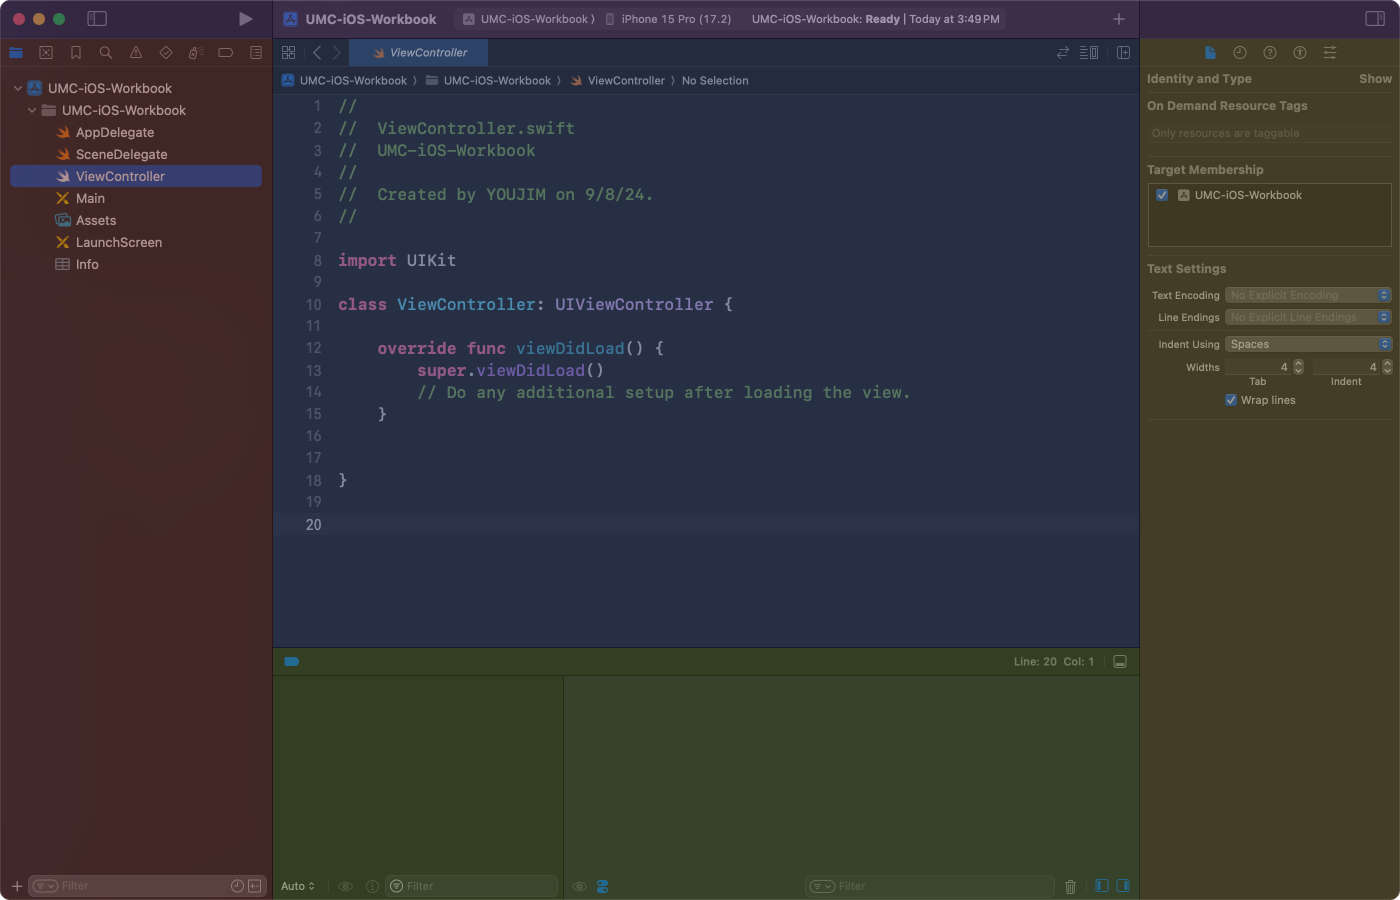 UMC-iOS-Workbook
UMC-iOS-Workbook ⟩ iPhone 15 Pro (17.2)
UMC-iOS-Workbook: Ready | Today at 3:49 PM
ViewController
UMC-iOS-Workbook ⟩ UMC-iOS-Workbook ⟩ ViewController ⟩ No Selection
UMC-iOS-Workbook
UMC-iOS-Workbook
AppDelegate
SceneDelegate
ViewController
Main
Assets
LaunchScreen
Info
Filter
1 //
2 //  ViewController.swift
3 //  UMC-iOS-Workbook
4 //
5 //  Created by YOUJIM on 9/8/24.
6 //
7
8 import UIKit
9
10 class ViewController: UIViewController {
11
12     override func viewDidLoad() {
13         super.viewDidLoad()
14         // Do any additional setup after loading the view.
15     }
16
17
18 }
19
20
Line: 20 Col: 1
Auto
Filter
Filter
Identity and Type Show
On Demand Resource Tags
Only resources are taggable
Target Membership
UMC-iOS-Workbook
Text Settings
Text Encoding No Explicit Encoding
Line Endings No Explicit Line Endings
Indent Using Spaces
Widths 4 4
Tab Indent
Wrap lines